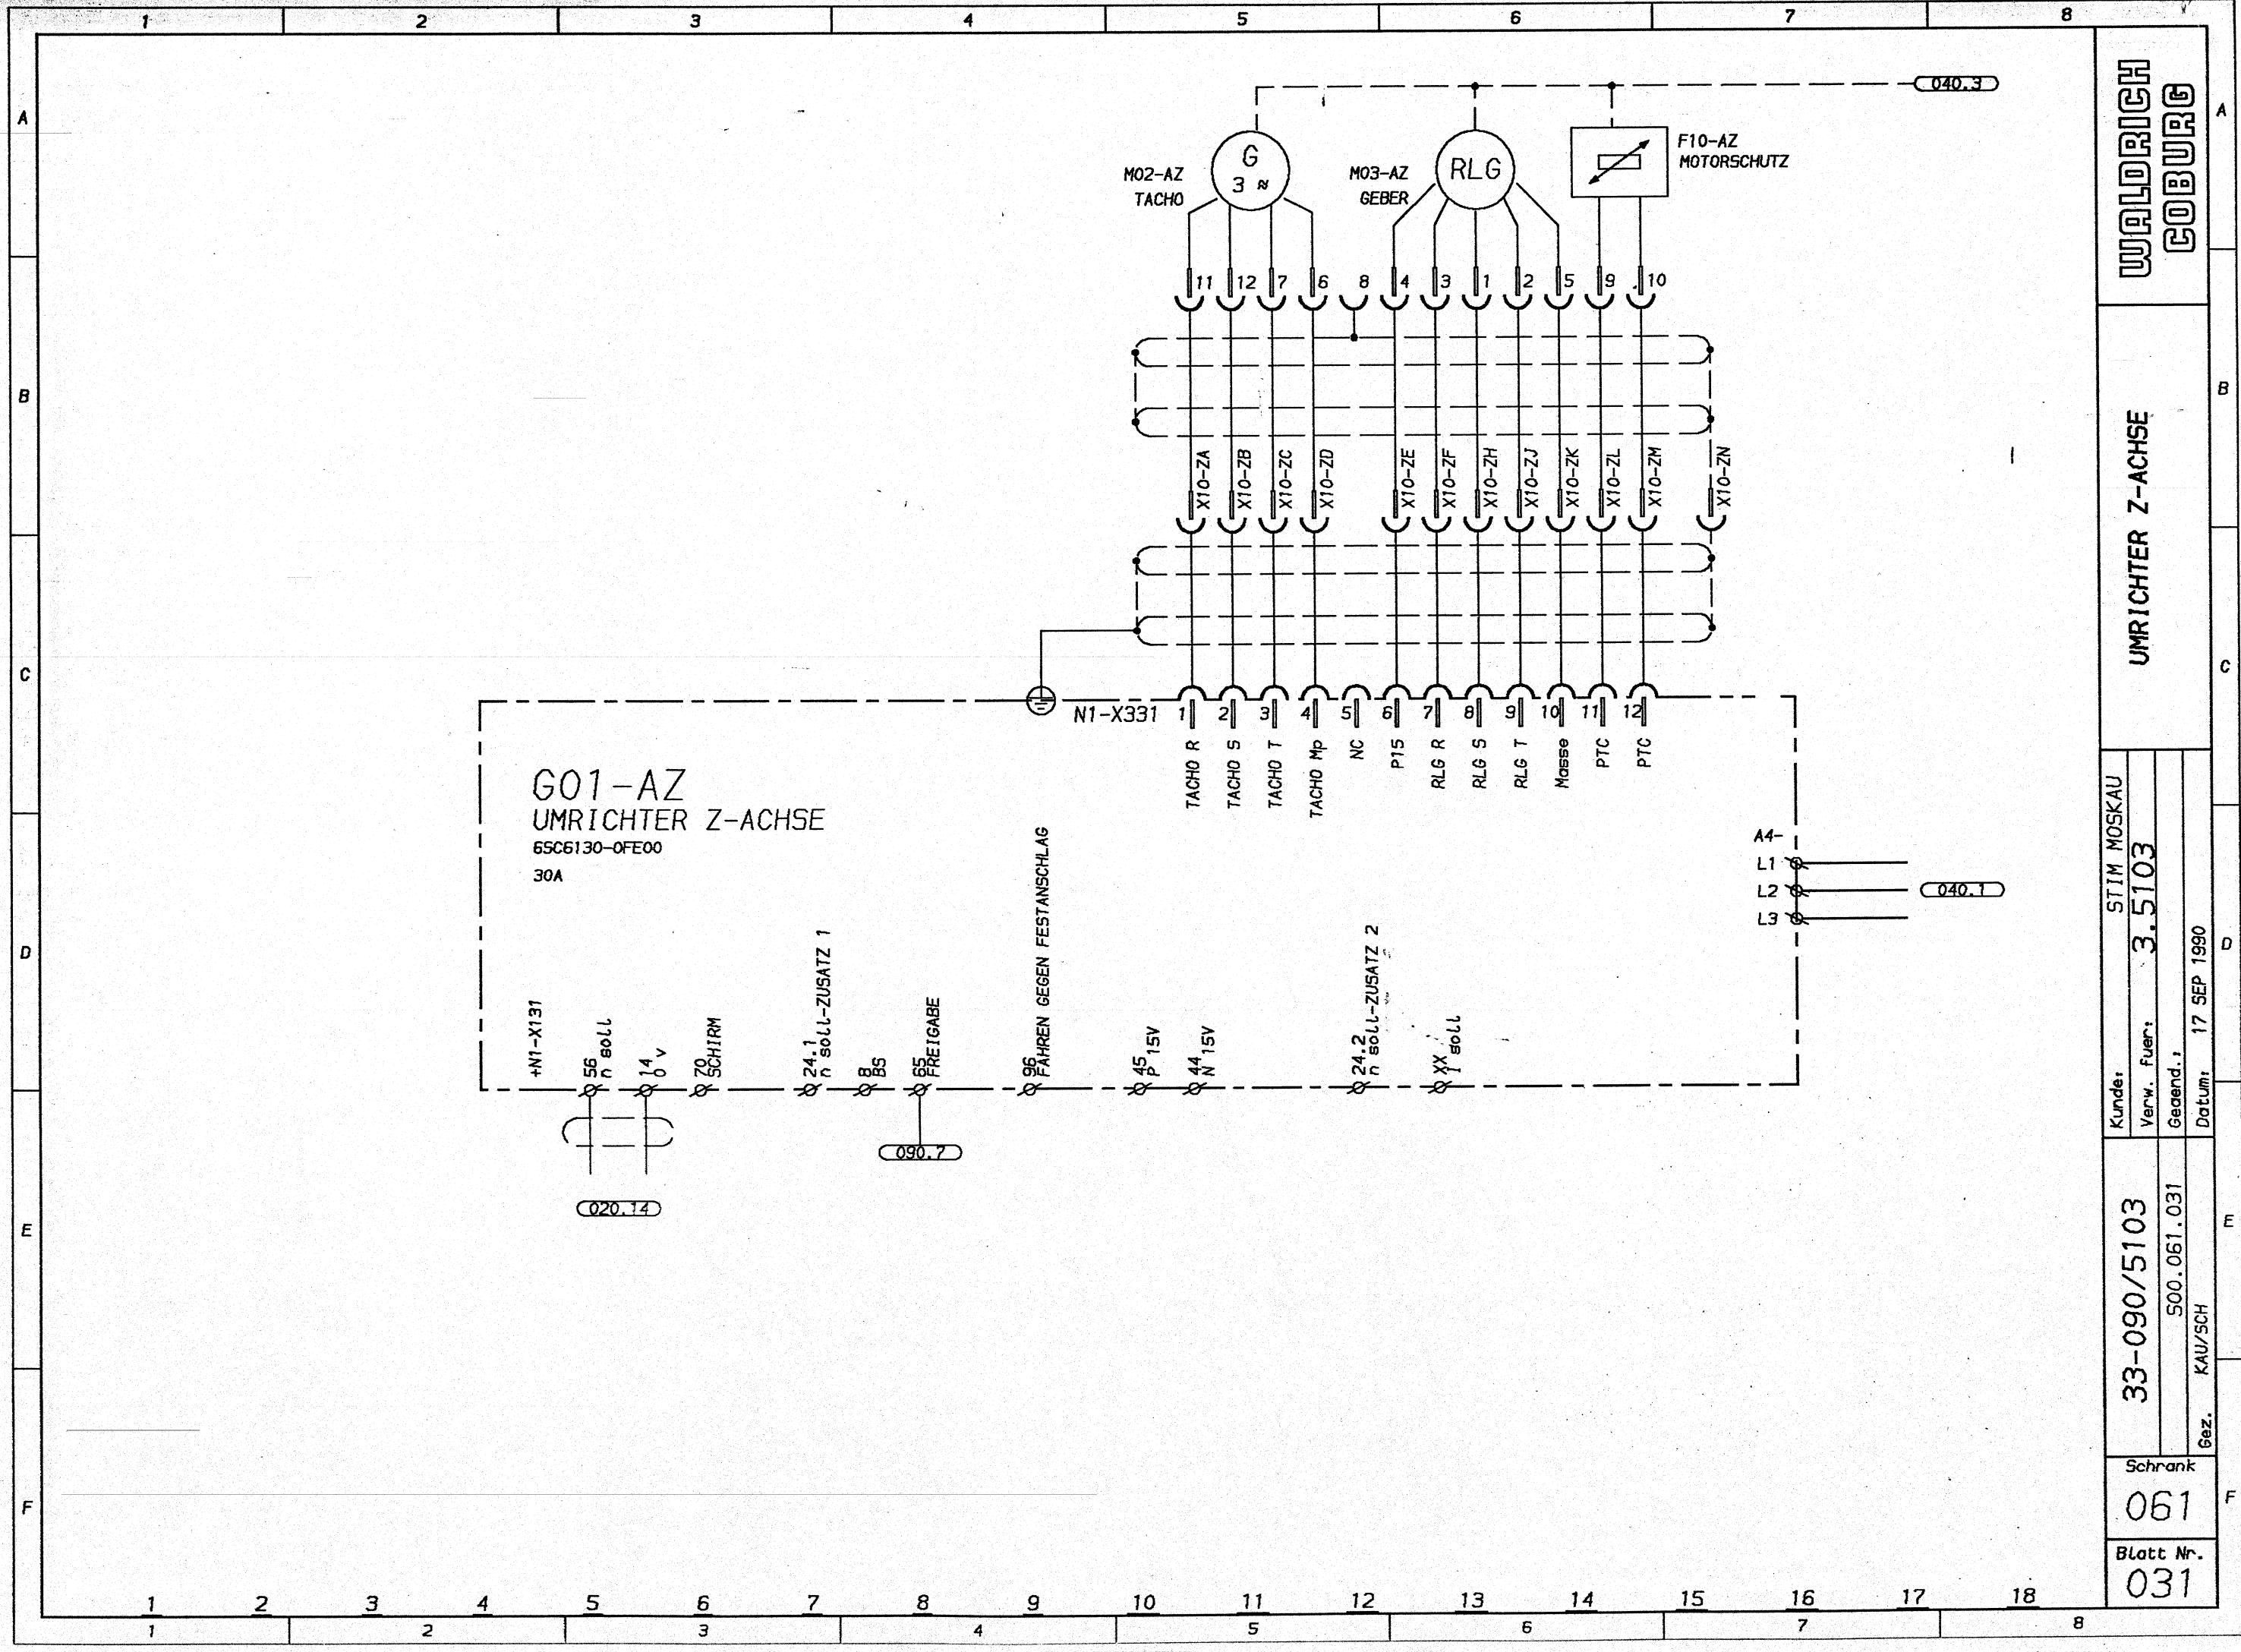 1 2 3 4 5 6 7 8
A
B
C
D
E
F
040.3
G
3 ≈
M02-AZ
TACHO
RLG
M03-AZ
GEBER
F10-AZ
MOTORSCHUTZ
11 12 7 6 8 4 3 1 2 5 9 10
X10-ZA
X10-ZB
X10-ZC
X10-ZD
X10-ZE
X10-ZF
X10-ZH
X10-ZJ
X10-ZK
X10-ZL
X10-ZM
X10-ZN
N1-X331
1 2 3 4 5 6 7 8 9 10 11 12
TACHO R
TACHO S
TACHO T
TACHO Mp
NC
P15
RLG R
RLG S
RLG T
Masse
PTC
PTC
G01-AZ
UMRICHTER Z-ACHSE
6SC6130-0FE00
30A
A4-
L1
L2
L3
040.1
+N1-X131
56
n soll
14
0 V
70
SCHIRM
24.1
n soll-ZUSATZ 1
8
BS
65
FREIGABE
96
FAHREN GEGEN FESTANSCHLAG
45
P 15V
44
N 15V
24.2
n soll-ZUSATZ 2
XX
I soll
020.14
090.7
WALDRICH
COBURG
UMRICHTER Z-ACHSE
Kunde: STIM MOSKAU
Verw. fuer: 3.5103
Geaend.:
Datum: 17 SEP 1990
33-090/5103
S00.061.031
Gez. KAU/SCH
Schrank
061
Blatt Nr.
031
A
B
C
D
E
F
1 2 3 4 5 6 7 8 9 10 11 12 13 14 15 16 17 18
1 2 3 4 5 6 7 8